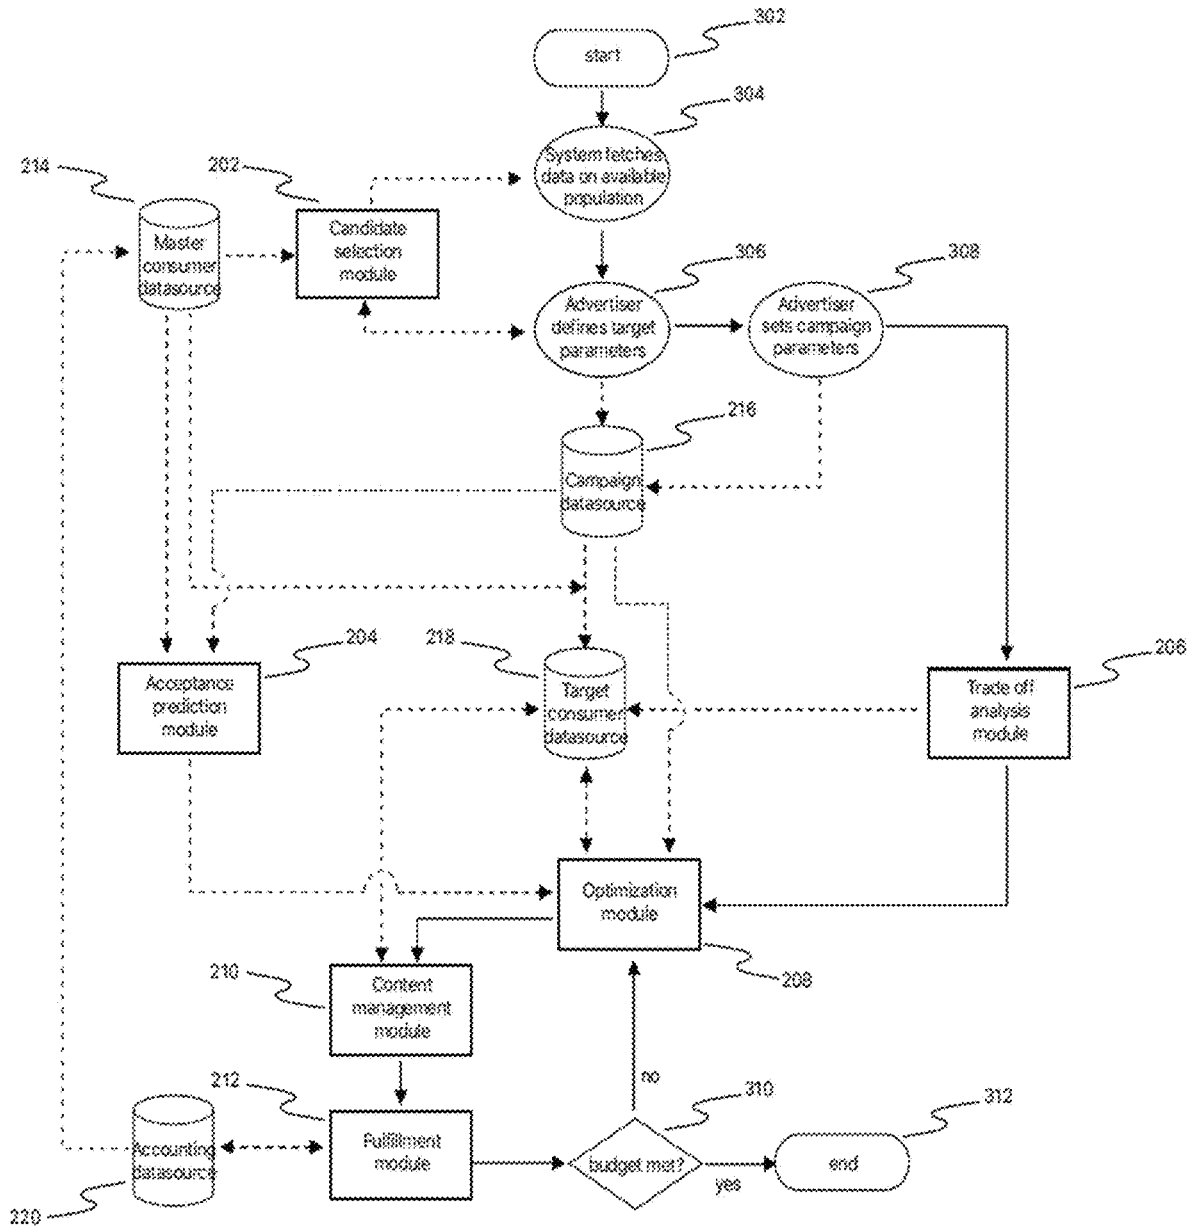 302
start
304
System fetches
data on available
population
214
202
Master
consumer
datasource
Candidate
selection
module
306
308
Advertiser
defines target
parameters
Advertiser
sets campaign
parameters
216
Campaign
datasource
204
218
206
Acceptance
prediction
module
Target
consumer
datasource
Trade off
analysis
module
Optimization
module
208
210
Content
management
module
no
212
310
312
Accounting
datasource
Fulfillment
module
budget met?
yes
end
220